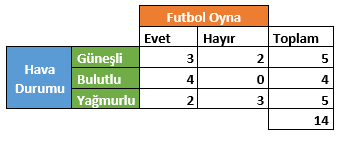 Futbol Oyna
Evet Hayır Toplam
Hava Durumu
Güneşli 3 2 5
Bulutlu 4 0 4
Yağmurlu 2 3 5
14